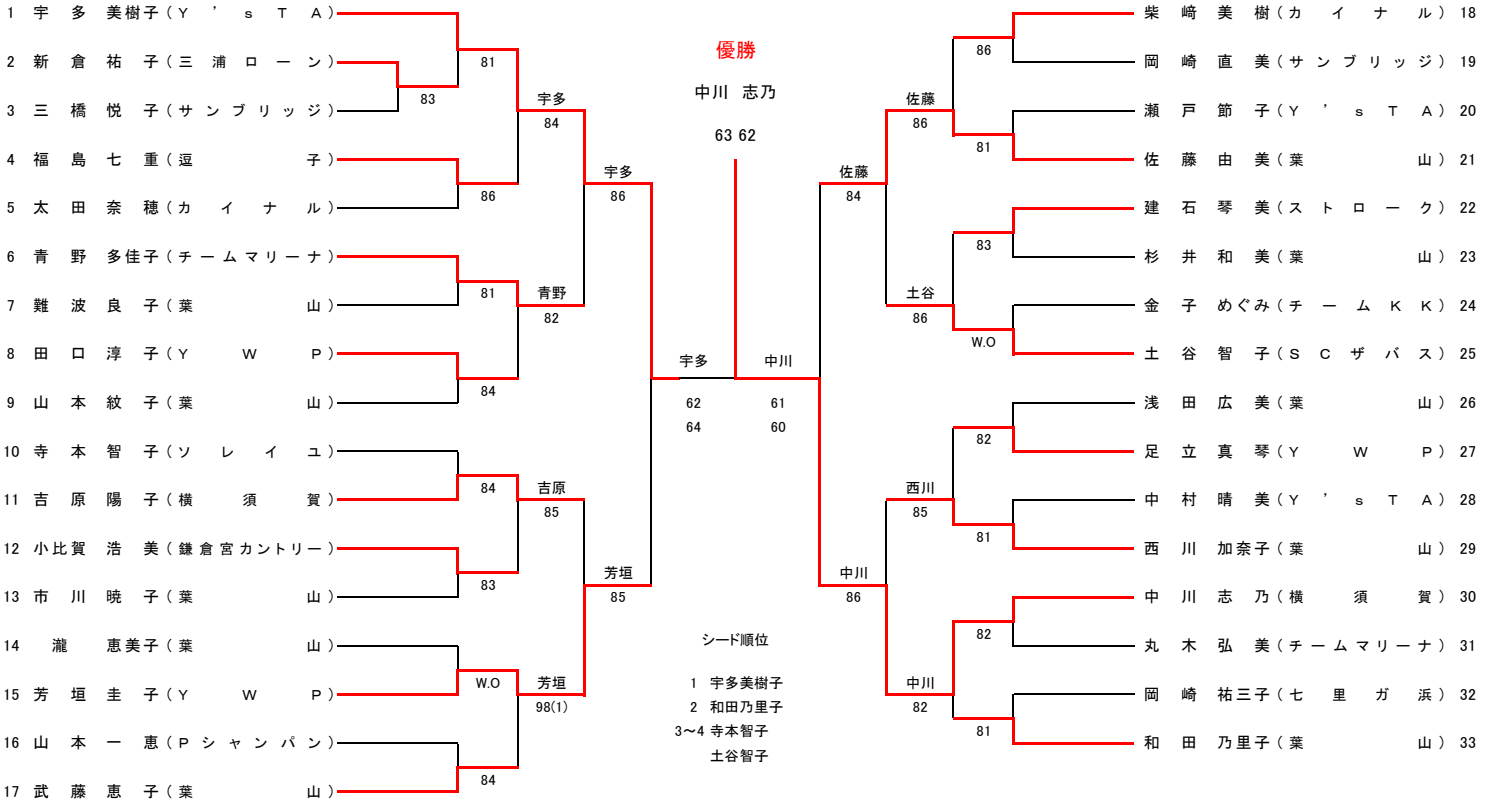 1 宇多 美樹子 (Y'sTA)
2 新倉祐子 (三浦ローン)
3 三橋悦子 (サンブリッジ)
4 福島七重 (逗子)
5 太田奈穂 (カイナル)
6 青野 多佳子 (チームマリーナ)
7 難波良子 (葉山)
8 田口淳子 (YWP)
9 山本紋子 (葉山)
10 寺本智子 (ソレイユ)
11 吉原陽子 (横須賀)
12 小比賀 浩美 (鎌倉宮カントリー)
13 市川暁子 (葉山)
14 瀧 恵美子 (葉山)
15 芳垣圭子 (YWP)
16 山本一恵 (Pシャンパン)
17 武藤恵子 (葉山)
83
81
86
81
84
84
83
W.O
84
宇多
84
青野
82
吉原
85
芳垣
98(1)
宇多
86
芳垣
85
宇多
62
64
優勝
中川 志乃
63 62
中川
61
60
シード順位
1 宇多美樹子
2 和田乃里子
3～4 寺本智子
土谷智子
佐藤
84
中川
86
佐藤
86
土谷
86
西川
85
中川
82
86
81
83
W.O
82
81
82
81
柴﨑美樹 (カイナル) 18
岡崎直美 (サンブリッジ) 19
瀬戸節子 (Y'sTA) 20
佐藤由美 (葉山) 21
建石琴美 (ストローク) 22
杉井和美 (葉山) 23
金子 めぐみ (チームKK) 24
土谷智子 (SCザバス) 25
浅田広美 (葉山) 26
足立真琴 (YWP) 27
中村晴美 (Y'sTA) 28
西川 加奈子 (葉山) 29
中川志乃 (横須賀) 30
丸木弘美 (チームマリーナ) 31
岡崎 祐三子 (七里ガ浜) 32
和田 乃里子 (葉山) 33